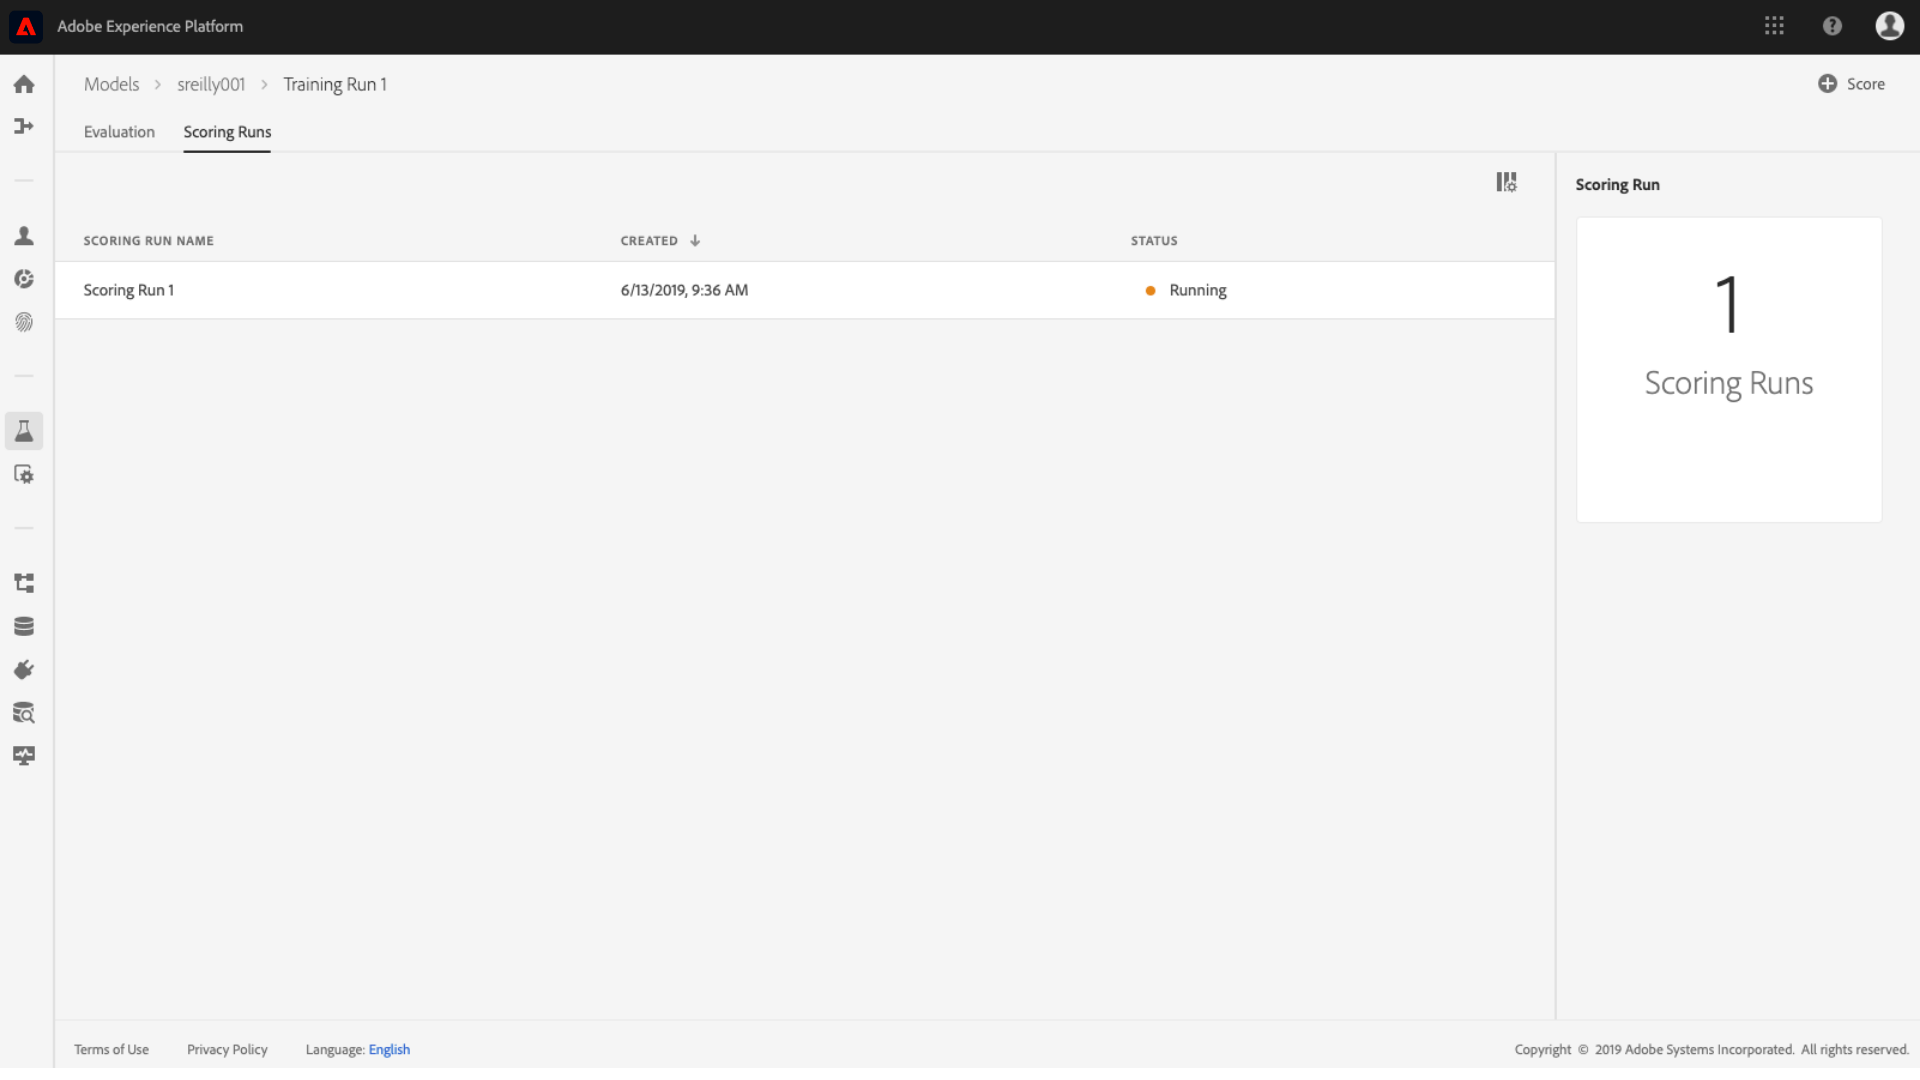 Adobe Experience Platform
Models > sreilly001 > Training Run 1
Score
Evaluation Scoring Runs
SCORING RUN NAME CREATED ↓ STATUS
Scoring Run 1 6/13/2019, 9:36 AM Running
Scoring Run
1
Scoring Runs
Terms of Use Privacy Policy Language: English
Copyright © 2019 Adobe Systems Incorporated. All rights reserved.